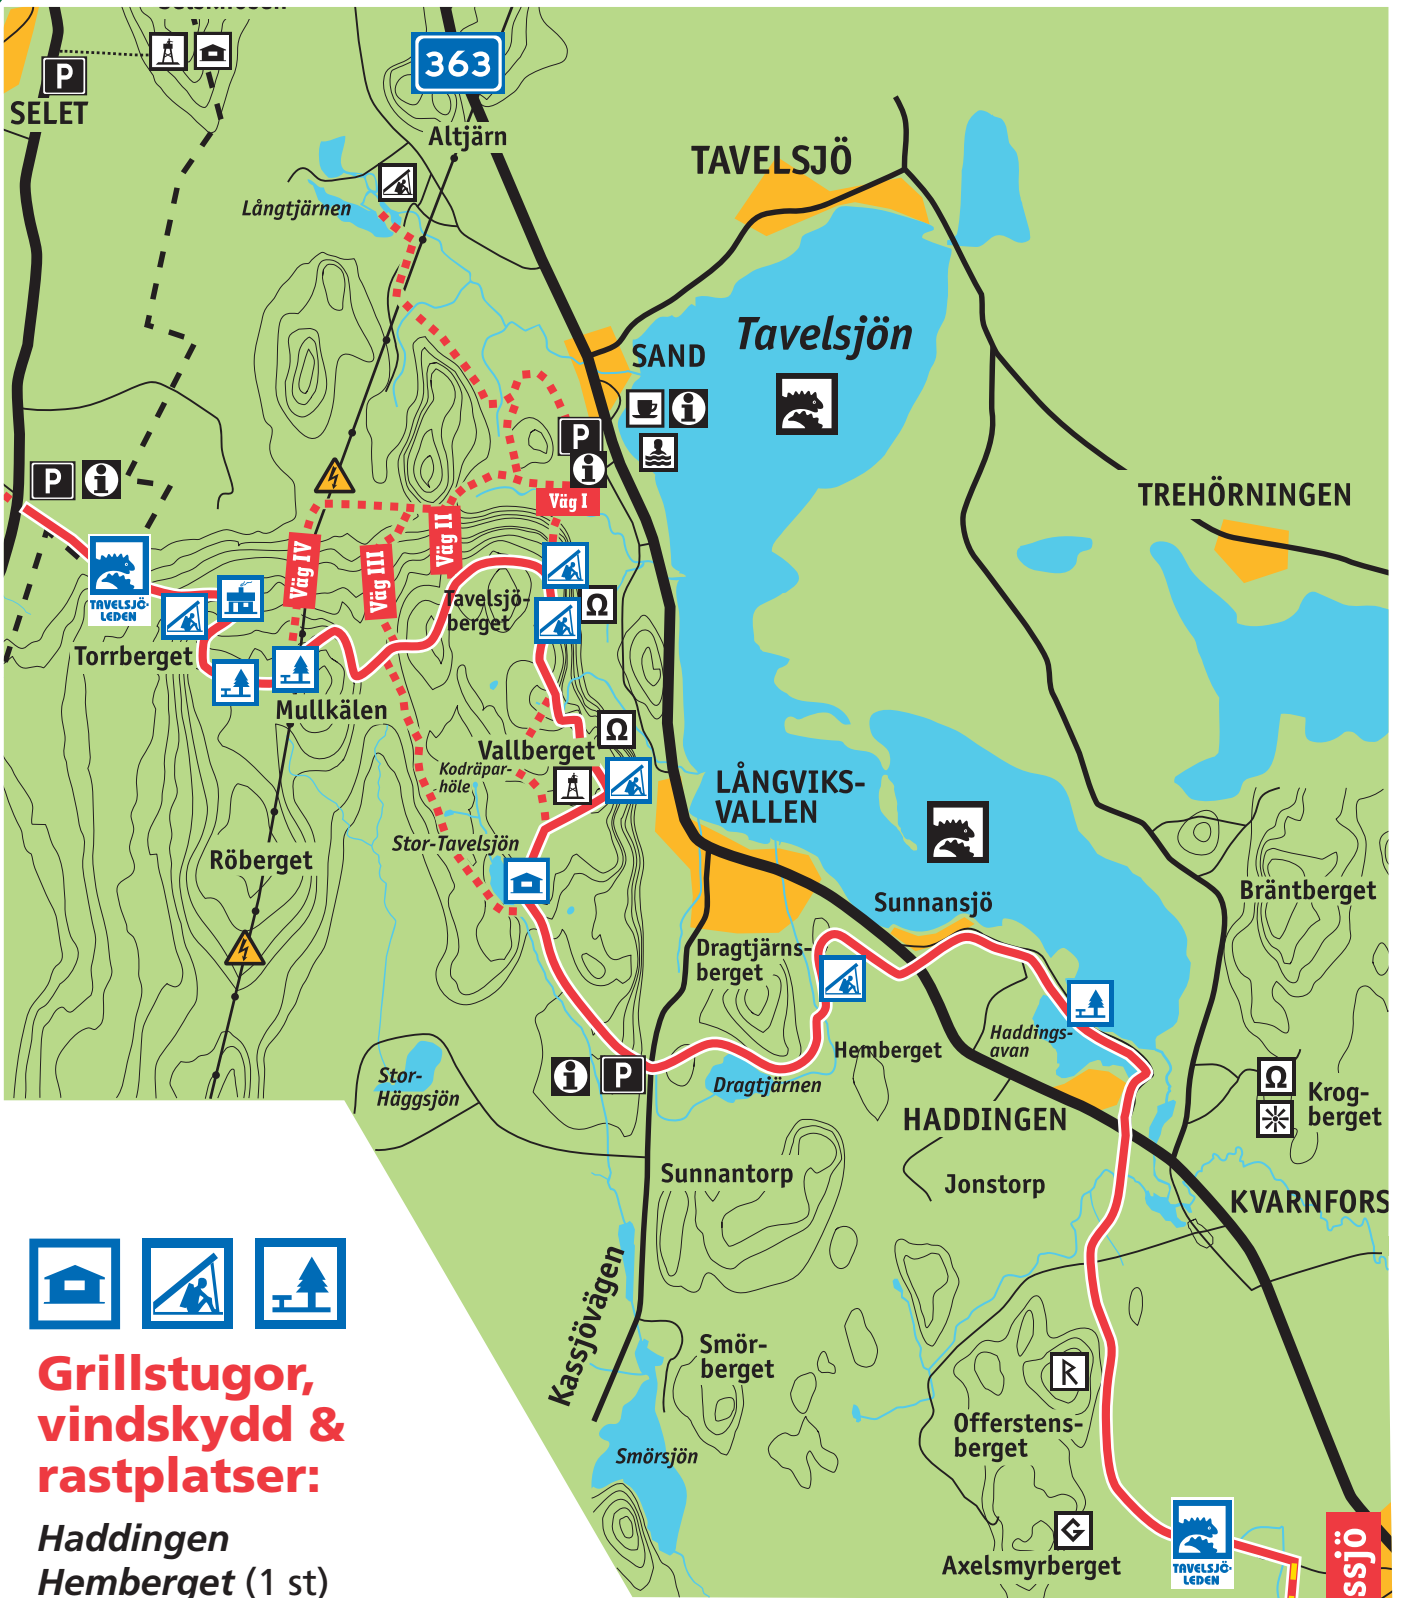 363
P
SELET
Altjärn
TAVELSJÖ
Långtjärnen
Tavelsjön
SAND
P
i
i
P
i
Väg I
TREHÖRNINGEN
Väg II
Väg III
Väg IV
TAVELSJÖ-
LEDEN
Tavelsjö-
berget
Ω
Torrberget
Mullkälen
Ω
Vallberget
Kodräpar-
höle
LÅNGVIKS-
VALLEN
Stor-Tavelsjön
Röberget
Bräntberget
Sunnansjö
Dragtjärns-
berget
Haddings-
avan
Hemberget
i
P
Stor-
Häggsjön
Dragtjärnen
Ω
Krog-
berget
HADDINGEN
Sunnantorp
Jonstorp
KVARNFORS
Kassjövägen
Smör-
berget
R
Offerstens-
berget
Smörsjön
G
Axelsmyrberget
TAVELSJÖ-
LEDEN
ssjö
Grillstugor,
vindskydd &
rastplatser:
Haddingen
Hemberget (1 st)